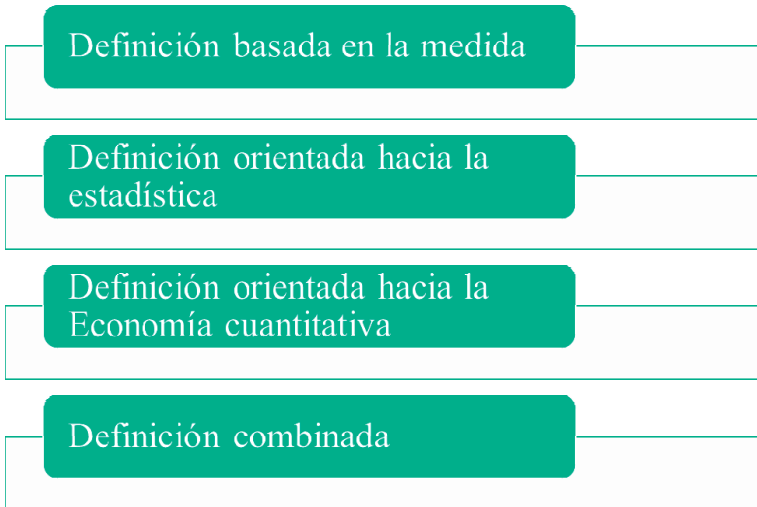 Definición basada en la medida
Definición orientada hacia la
estadística
Definición orientada hacia la
Economía cuantitativa
Definición combinada